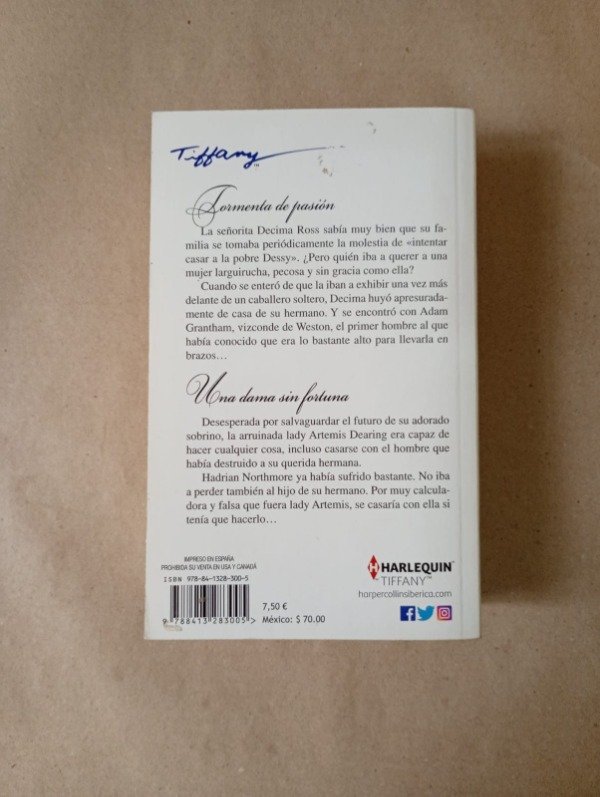 Tiffany™
Tormenta de pasión
La señorita Decima Ross sabía muy bien que su fa-
milia se tomaba periódicamente la molestia de «intentar
casar a la pobre Dessy». ¿Pero quién iba a querer a una
mujer larguirucha, pecosa y sin gracia como ella?
Cuando se enteró de que la iban a exhibir una vez más
delante de un caballero soltero, Decima huyó apresurada-
mente de casa de su hermano. Y se encontró con Adam
Grantham, vizconde de Weston, el primer hombre al que
había conocido que era lo bastante alto para llevarla en
brazos…
Una dama sin fortuna
Desesperada por salvaguardar el futuro de su adorado
sobrino, la arruinada lady Artemis Dearing era capaz de
hacer cualquier cosa, incluso casarse con el hombre que
había destruido a su querida hermana.
Hadrian Northmore ya había sufrido bastante. No iba
a perder también al hijo de su hermano. Por muy calcula-
dora y falsa que fuera lady Artemis, se casaría con ella si
tenía que hacerlo…
IMPRESO EN ESPAÑA
PROHIBIDA SU VENTA EN USA Y CANADÁ
ISBN 978-84-1328-300-5
9 788413 283005 >
7,50 €
México: $ 70.00
HARLEQUIN™
TIFFANY™
harpercollinsiberica.com